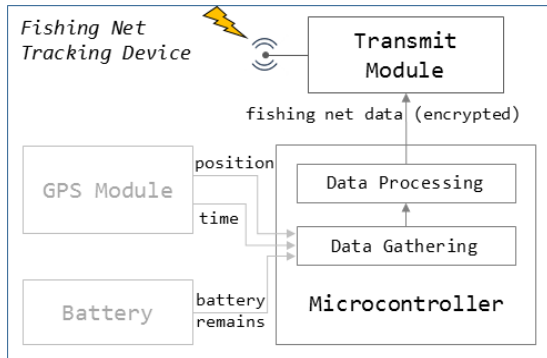 Fishing Net
Tracking Device
Transmit
Module
fishing net data (encrypted)
position
GPS Module
time
Data Processing
Data Gathering
battery
remains
Battery
Microcontroller